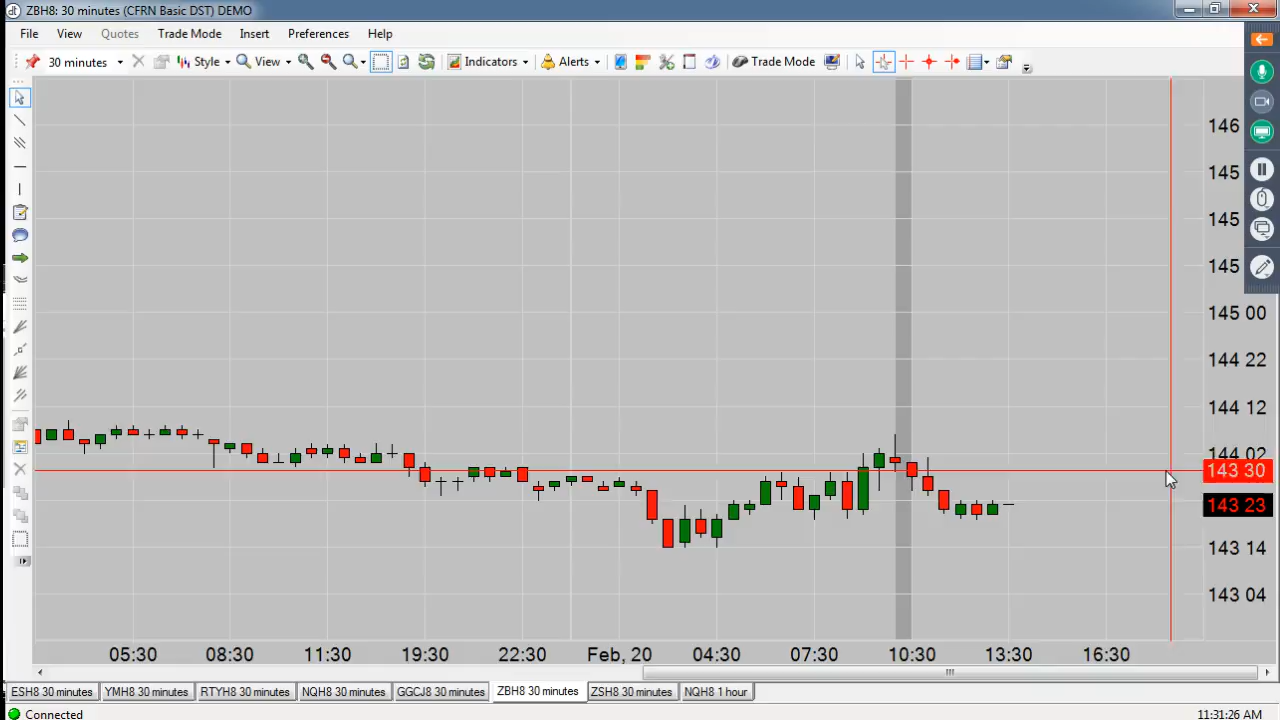 dt ZBH8: 30 minutes (CFRN Basic DST) DEMO
File View Quotes Trade Mode Insert Preferences Help
30 minutes Style View Indicators Alerts Trade Mode
146
145
145
145
145 00
144 22
144 12
144 02
143 30
143 23
143 14
143 04
05:30 08:30 11:30 19:30 22:30 Feb, 20 04:30 07:30 10:30 13:30 16:30
ESH8 30 minutes YMH8 30 minutes RTYH8 30 minutes NQH8 30 minutes GGCJ8 30 minutes ZBH8 30 minutes ZSH8 30 minutes NQH8 1 hour
Connected 11:31:26 AM